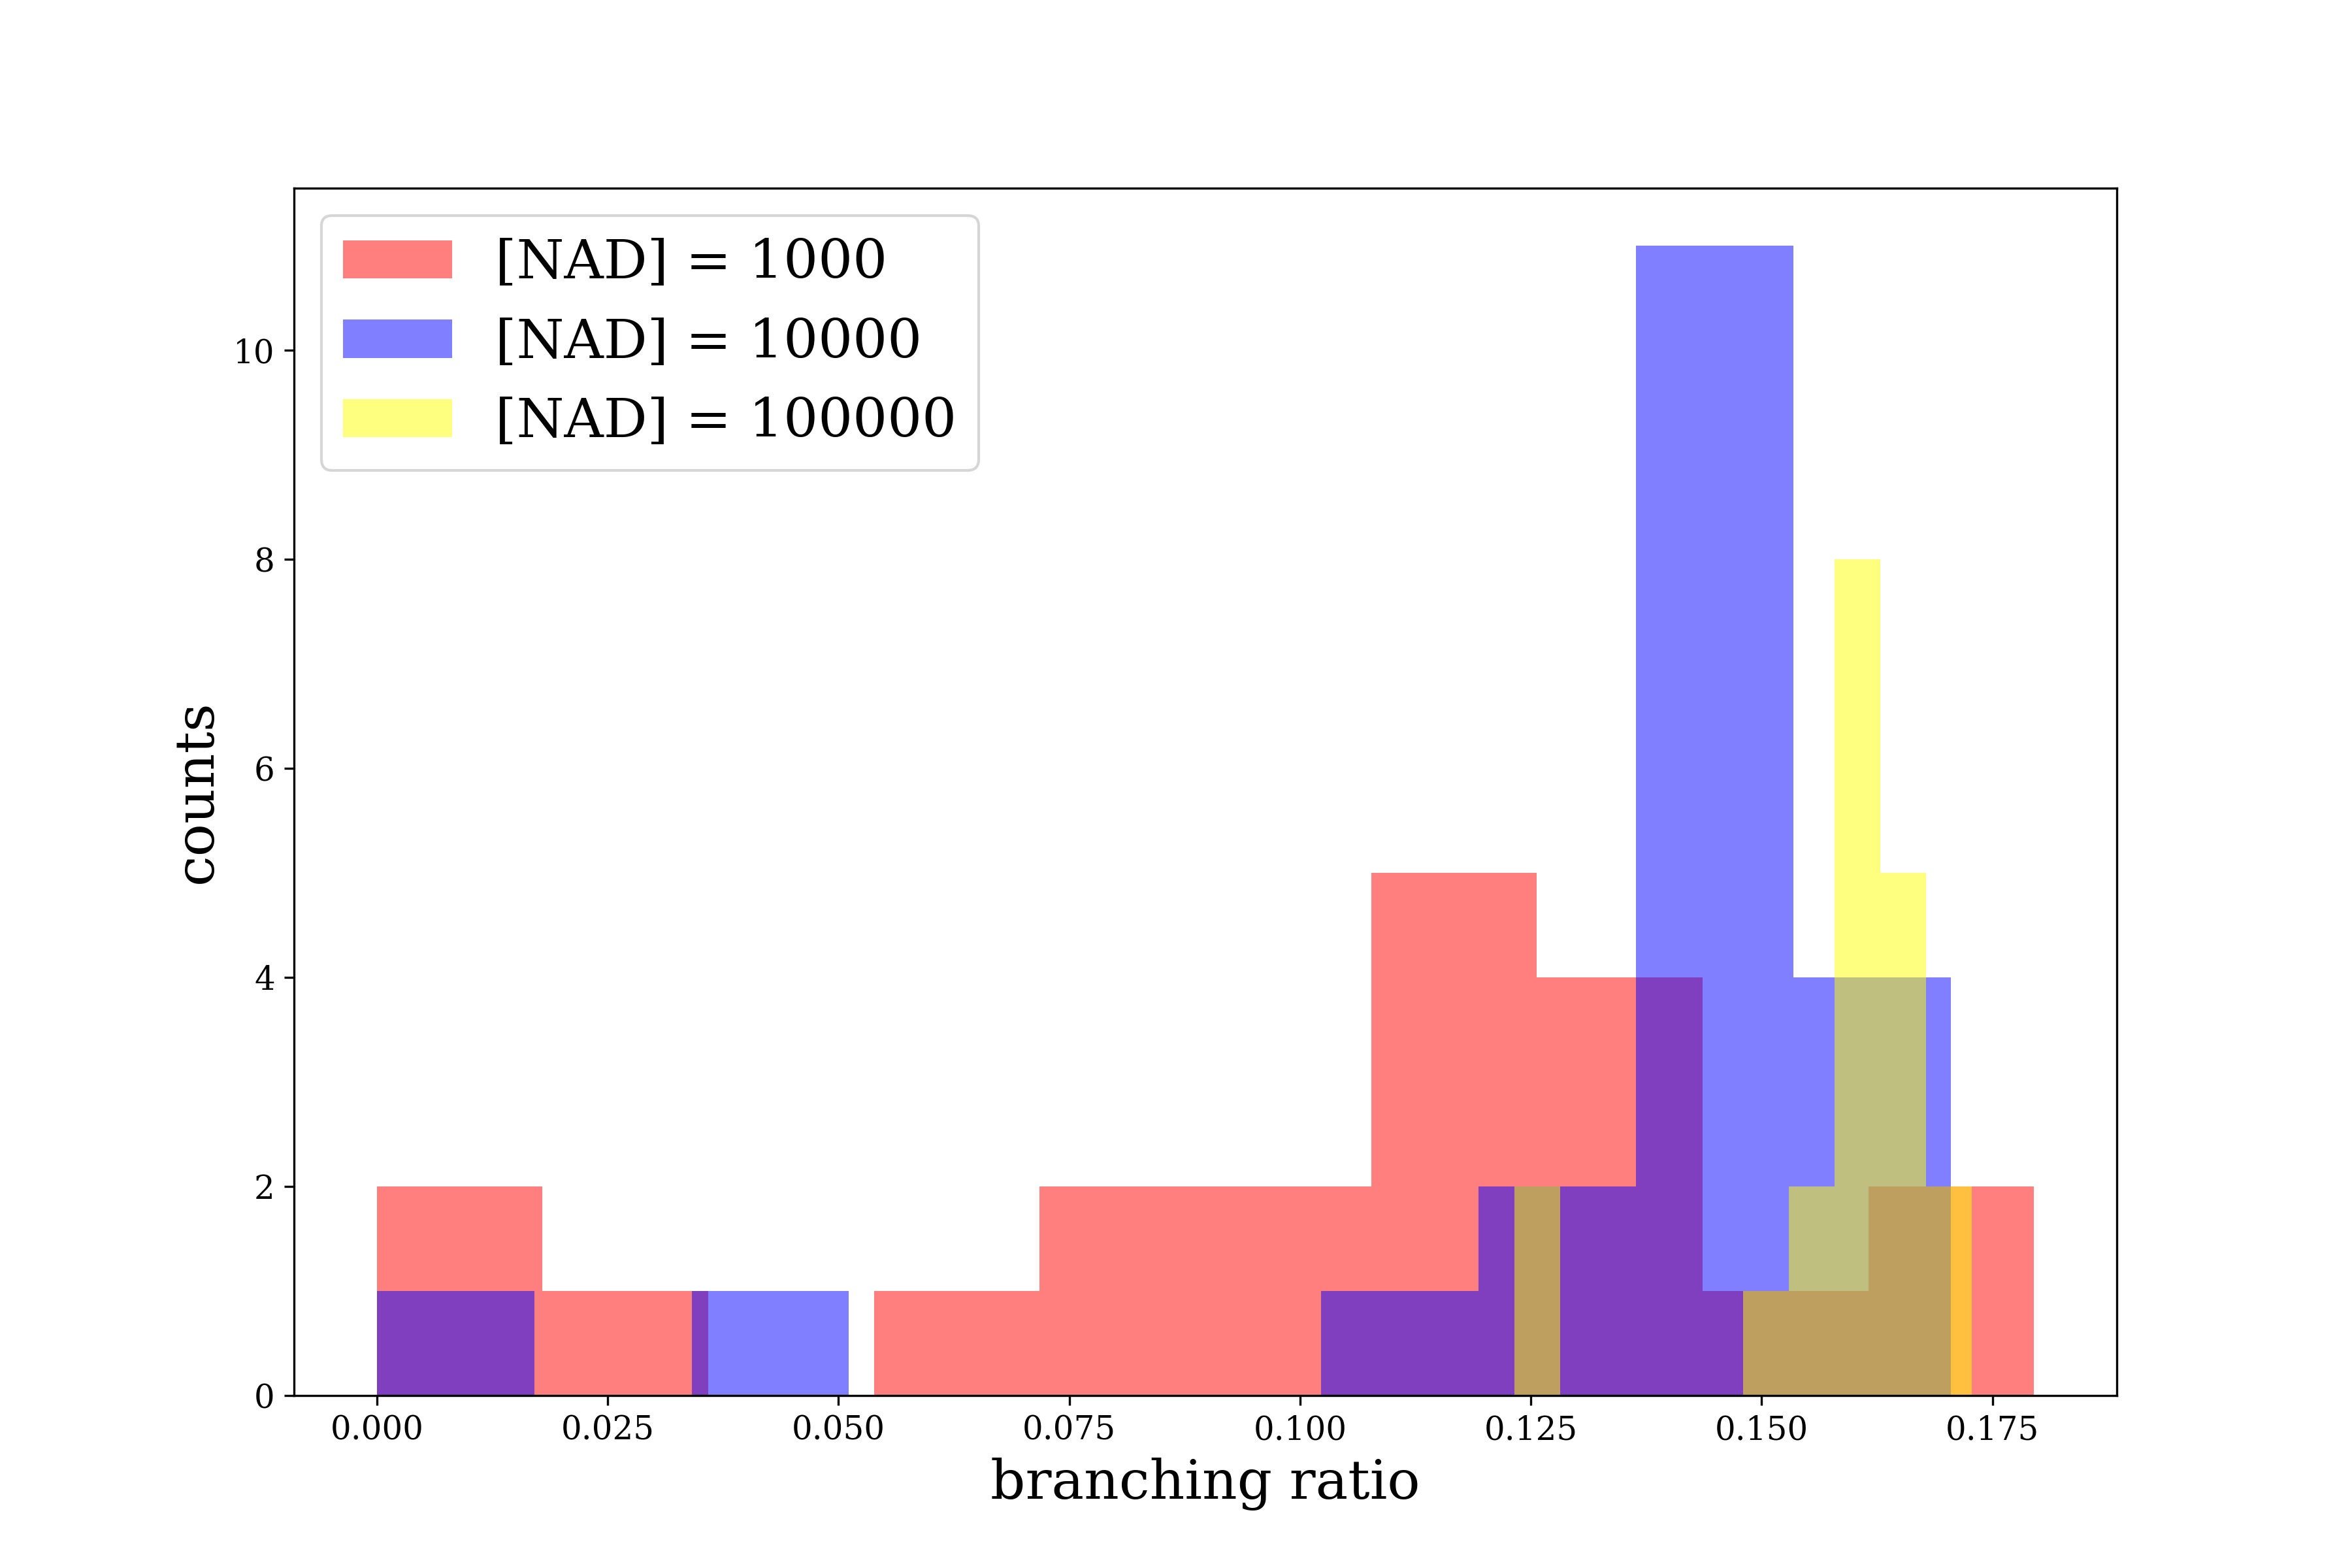 [NAD] = 1000
[NAD] = 10000
[NAD] = 100000
counts
10
8
6
4
2
0
0.000 0.025 0.050 0.075 0.100 0.125 0.150 0.175
branching ratio